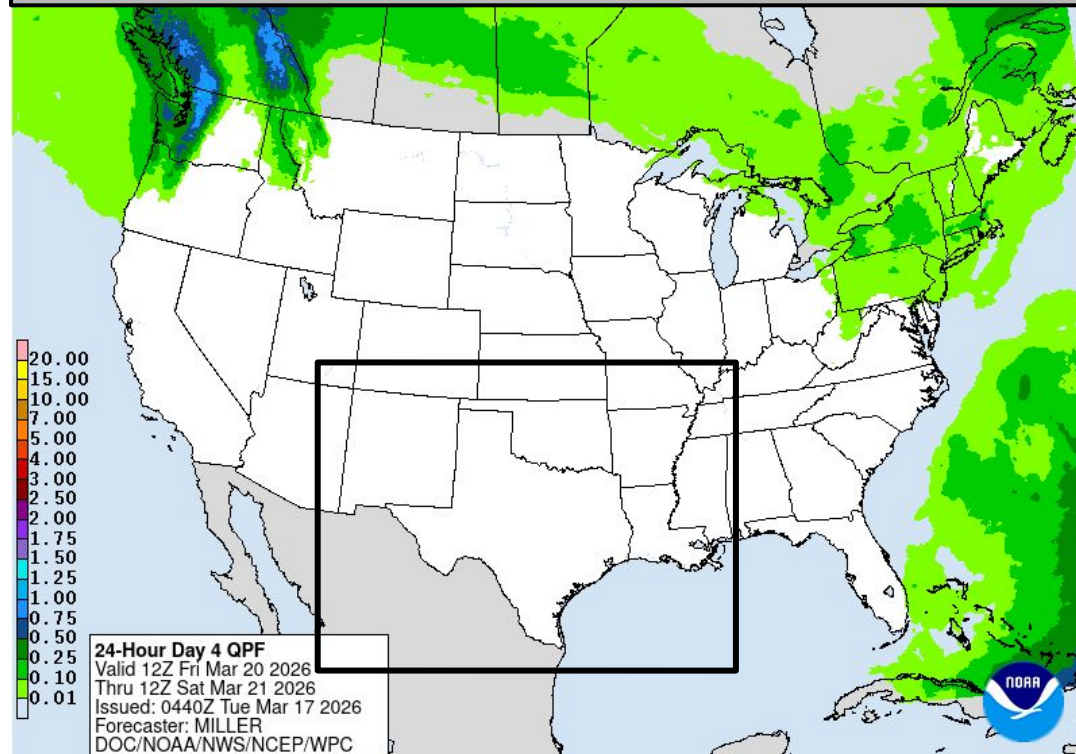 20.00
15.00
10.00
7.00
5.00
4.00
3.00
2.50
2.00
1.75
1.50
1.25
1.00
0.75
0.50
0.25
0.10
0.01
24-Hour Day 4 QPF
Valid 12Z Fri Mar 20 2026
Thru 12Z Sat Mar 21 2026
Issued: 0440Z Tue Mar 17 2026
Forecaster: MILLER
DOC/NOAA/NWS/NCEP/WPC
NOAA